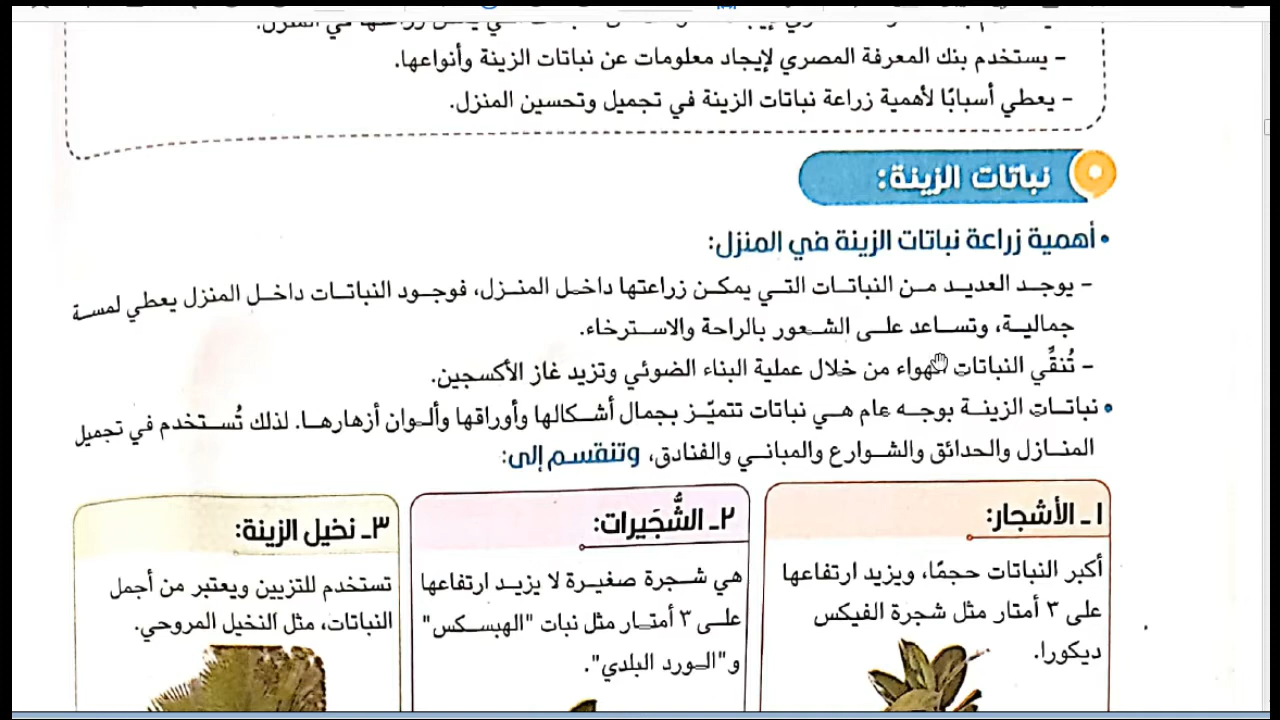 – يستخدم بنك المعرفة المصري لإيجاد معلومات عن نباتات الزينة وأنواعها.
– يعطي أسبابًا لأهمية زراعة نباتات الزينة في تجميل وتحسين المنزل.
نباتات الزينة:
• أهمية زراعة نباتات الزينة في المنزل:
– يوجد العديد من النباتات التي يمكن زراعتها داخل المنزل، فوجود النباتات داخل المنزل يعطي لمسة
جمالية، وتساعد على الشعور بالراحة والاسترخاء.
– تُنقِّي النباتات الهواء من خلال عملية البناء الضوئي وتزيد غاز الأكسجين.
• نباتات الزينة بوجه عام هي نباتات تتميّز بجمال أشكالها وأوراقها وألوان أزهارها. لذلك تُستخدم في تجميل
المنازل والحدائق والشوارع والمباني والفنادق، وتنقسم إلى:
١ـ الأشجار:
أكبر النباتات حجمًا، ويزيد ارتفاعها
على ٣ أمتار مثل شجرة الفيكس
ديكورا.
٢ـ الشُّجَيرات:
هي شجرة صغيرة لا يزيد ارتفاعها
على ٣ أمتار مثل نبات "الهبسكس"
و"الورد البلدي".
٣ـ نخيل الزينة:
تستخدم للتزيين ويعتبر من أجمل
النباتات، مثل النخيل المروحي.